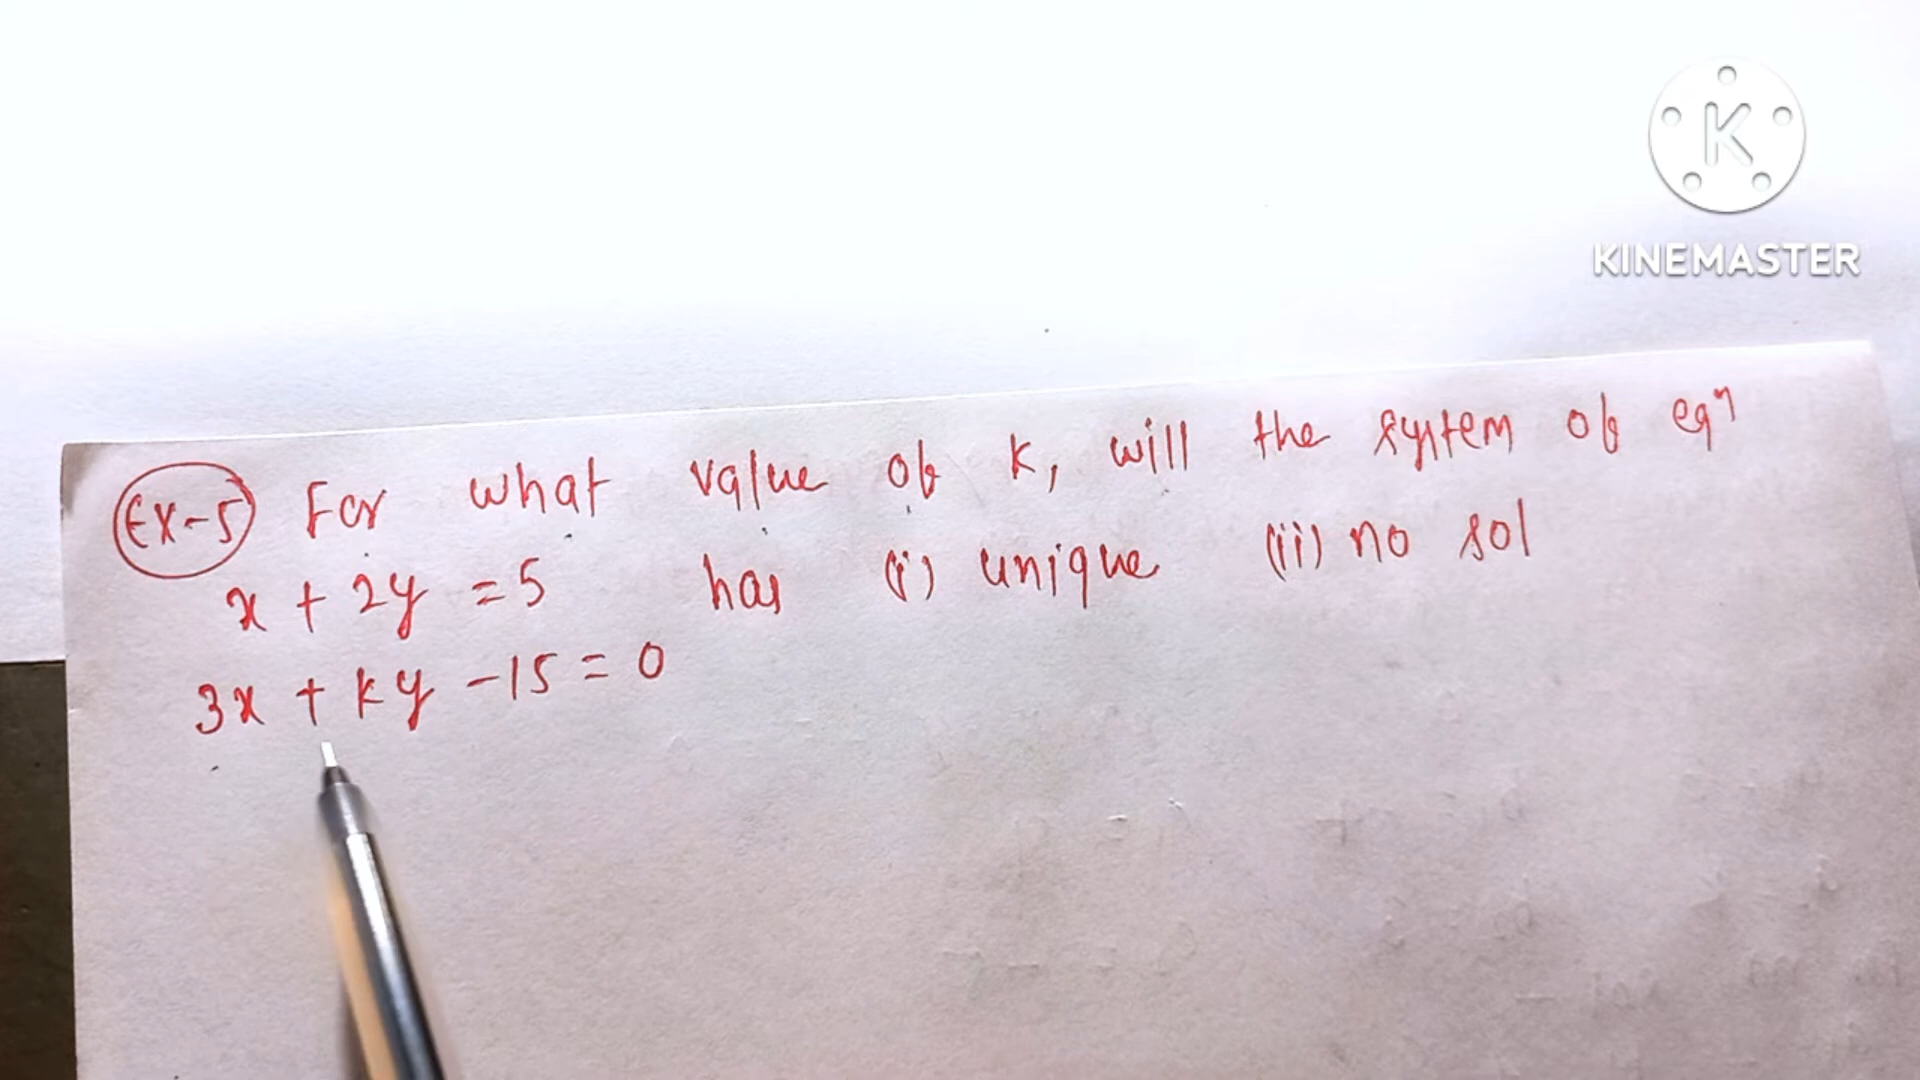 KINEMASTER
Ex-5 For what value of k, will the system of eqn
x + 2y = 5 has (i) unique (ii) no sol
3x + ky - 15 = 0